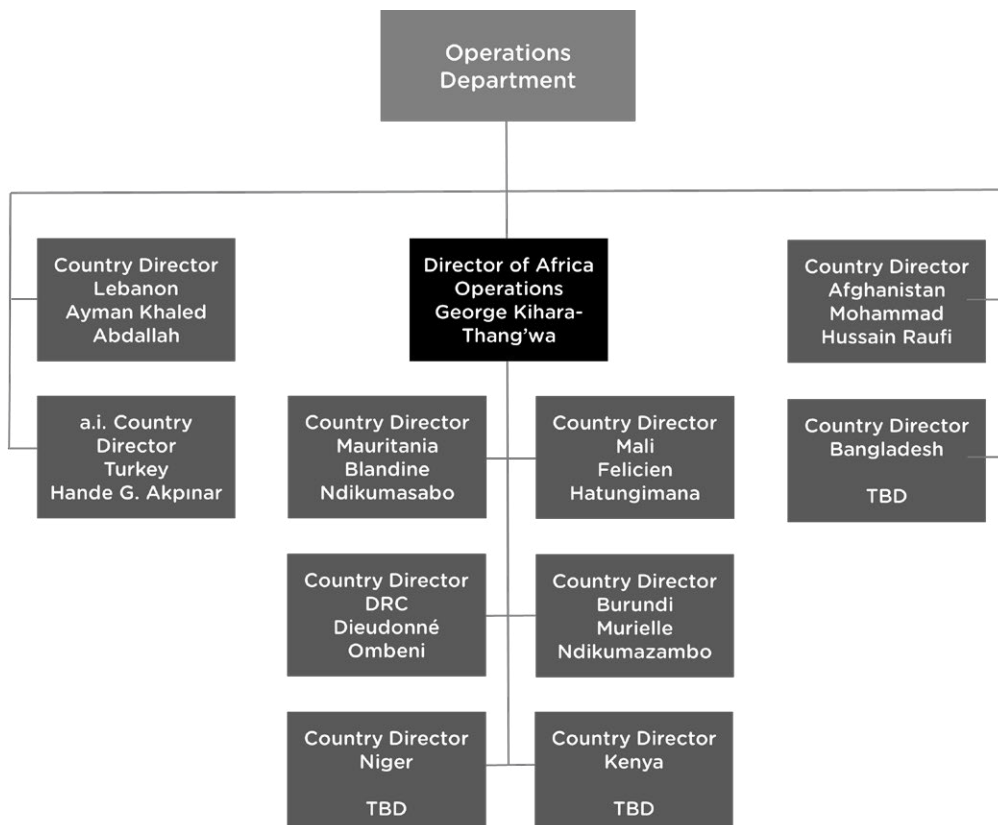 Operations
Department
Country Director
Lebanon
Ayman Khaled
Abdallah
Director of Africa
Operations
George Kihara-
Thang'wa
Country Director
Afghanistan
Mohammad
Hussain Raufi
a.i. Country
Director
Turkey
Hande G. Akpınar
Country Director
Mauritania
Blandine
Ndikumasabo
Country Director
Mali
Felicien
Hatungimana
Country Director
Bangladesh
TBD
Country Director
DRC
Dieudonné
Ombeni
Country Director
Burundi
Murielle
Ndikumazambo
Country Director
Niger
TBD
Country Director
Kenya
TBD